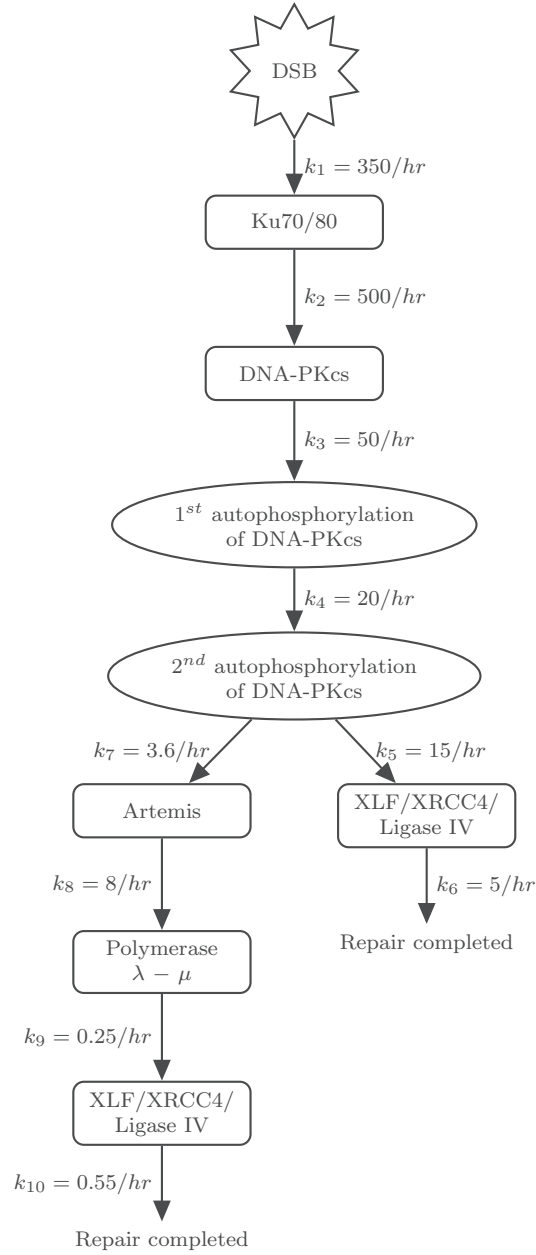 DSB
k₁ = 350/hr
Ku70/80
k₂ = 500/hr
DNA-PKcs
k₃ = 50/hr
1ˢᵗ autophosphorylation
of DNA-PKcs
k₄ = 20/hr
2ⁿᵈ autophosphorylation
of DNA-PKcs
k₇ = 3.6/hr
k₅ = 15/hr
Artemis
XLF/XRCC4/
Ligase IV
k₈ = 8/hr
k₆ = 5/hr
Repair completed
Polymerase
λ − μ
k₉ = 0.25/hr
XLF/XRCC4/
Ligase IV
k₁₀ = 0.55/hr
Repair completed